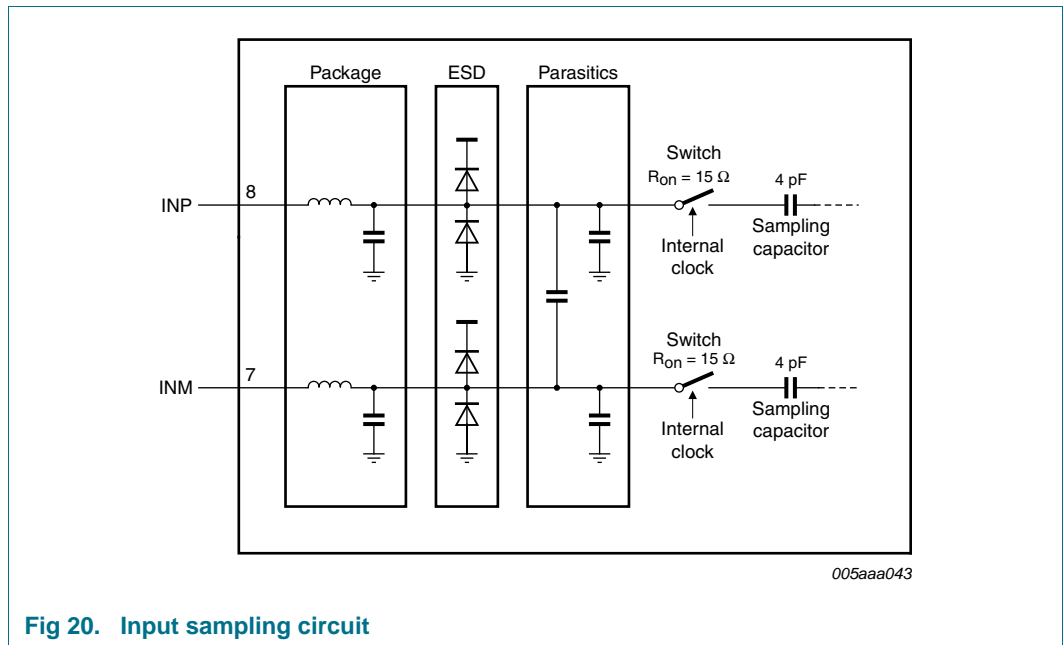 Package ESD Parasitics
Switch
Ron = 15 Ω
4 pF
INP
8
Internal
clock
Sampling
capacitor
Switch
Ron = 15 Ω
4 pF
INM
7
Internal
clock
Sampling
capacitor
005aaa043
Fig 20. Input sampling circuit